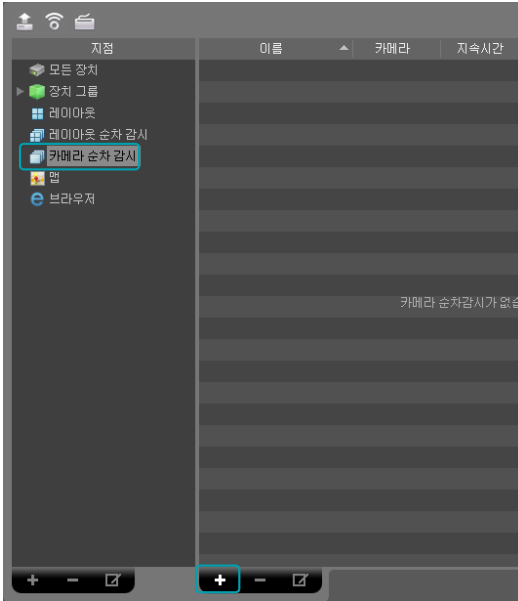 지점
이름
카메라
지속시간
모든 장치
장치 그룹
레이아웃
레이아웃 순차 감시
카메라 순차 감시
맵
브라우저
카메라 순차감시가 없